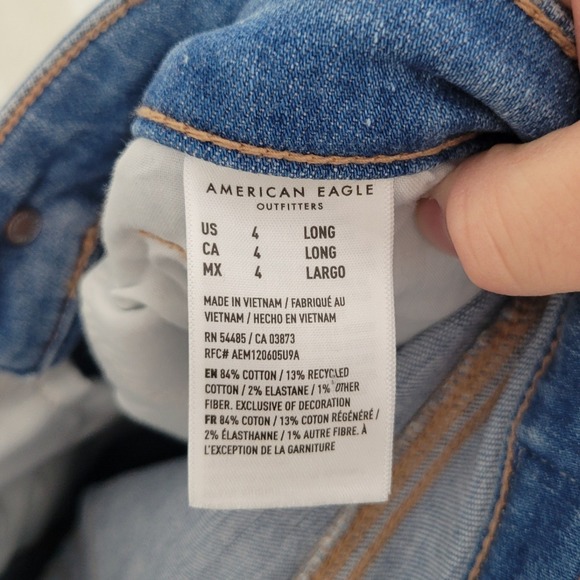 AMERICAN EAGLE
OUTFITTERS
US 4 LONG
CA 4 LONG
MX 4 LARGO
MADE IN VIETNAM / FABRIQUÉ AU
VIETNAM / HECHO EN VIETNAM
RN 54485 / CA 03873
RFC# AEM120605U9A
EN 84% COTTON / 13% RECYCLED
COTTON / 2% ELASTANE / 1% OTHER
FIBER. EXCLUSIVE OF DECORATION
FR 84% COTON / 13% COTON RÉGÉNÉRÉ /
2% ÉLASTHANNE / 1% AUTRE FIBRE. À
L'EXCEPTION DE LA GARNITURE